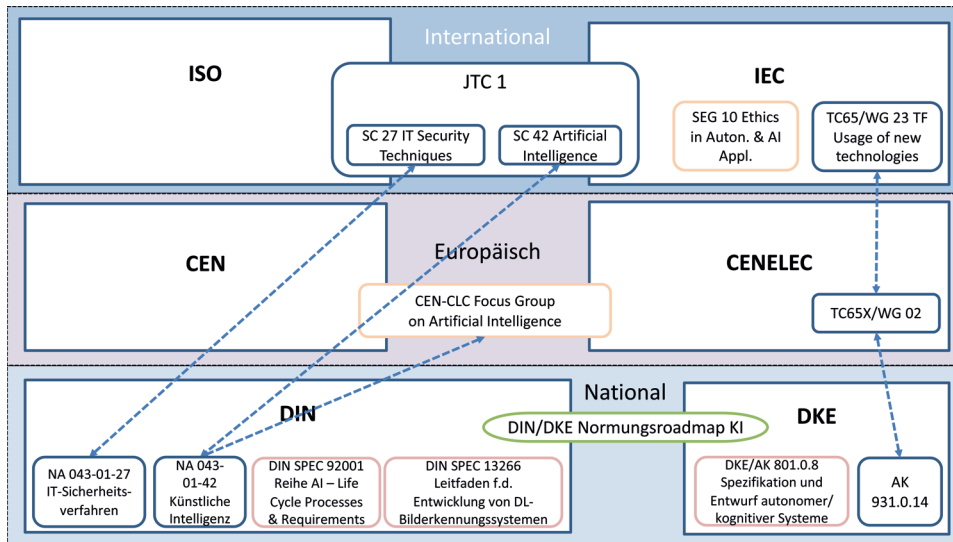 International
ISO
IEC
JTC 1
SC 27 IT Security
Techniques
SC 42 Artificial
Intelligence
SEG 10 Ethics
in Auton. & AI
Appl.
TC65/WG 23 TF
Usage of new
technologies
Europäisch
CEN
CENELEC
CEN-CLC Focus Group
on Artificial Intelligence
TC65X/WG 02
National
DIN
DKE
DIN/DKE Normungsroadmap KI
NA 043-01-27
IT-Sicherheits-
verfahren
NA 043-
01-42
Künstliche
Intelligenz
DIN SPEC 92001
Reihe AI – Life
Cycle Processes
& Requirements
DIN SPEC 13266
Leitfaden f.d.
Entwicklung von DL-
Bilderkennungssystemen
DKE/AK 801.0.8
Spezifikation und
Entwurf autonomer/
kognitiver Systeme
AK
931.0.14